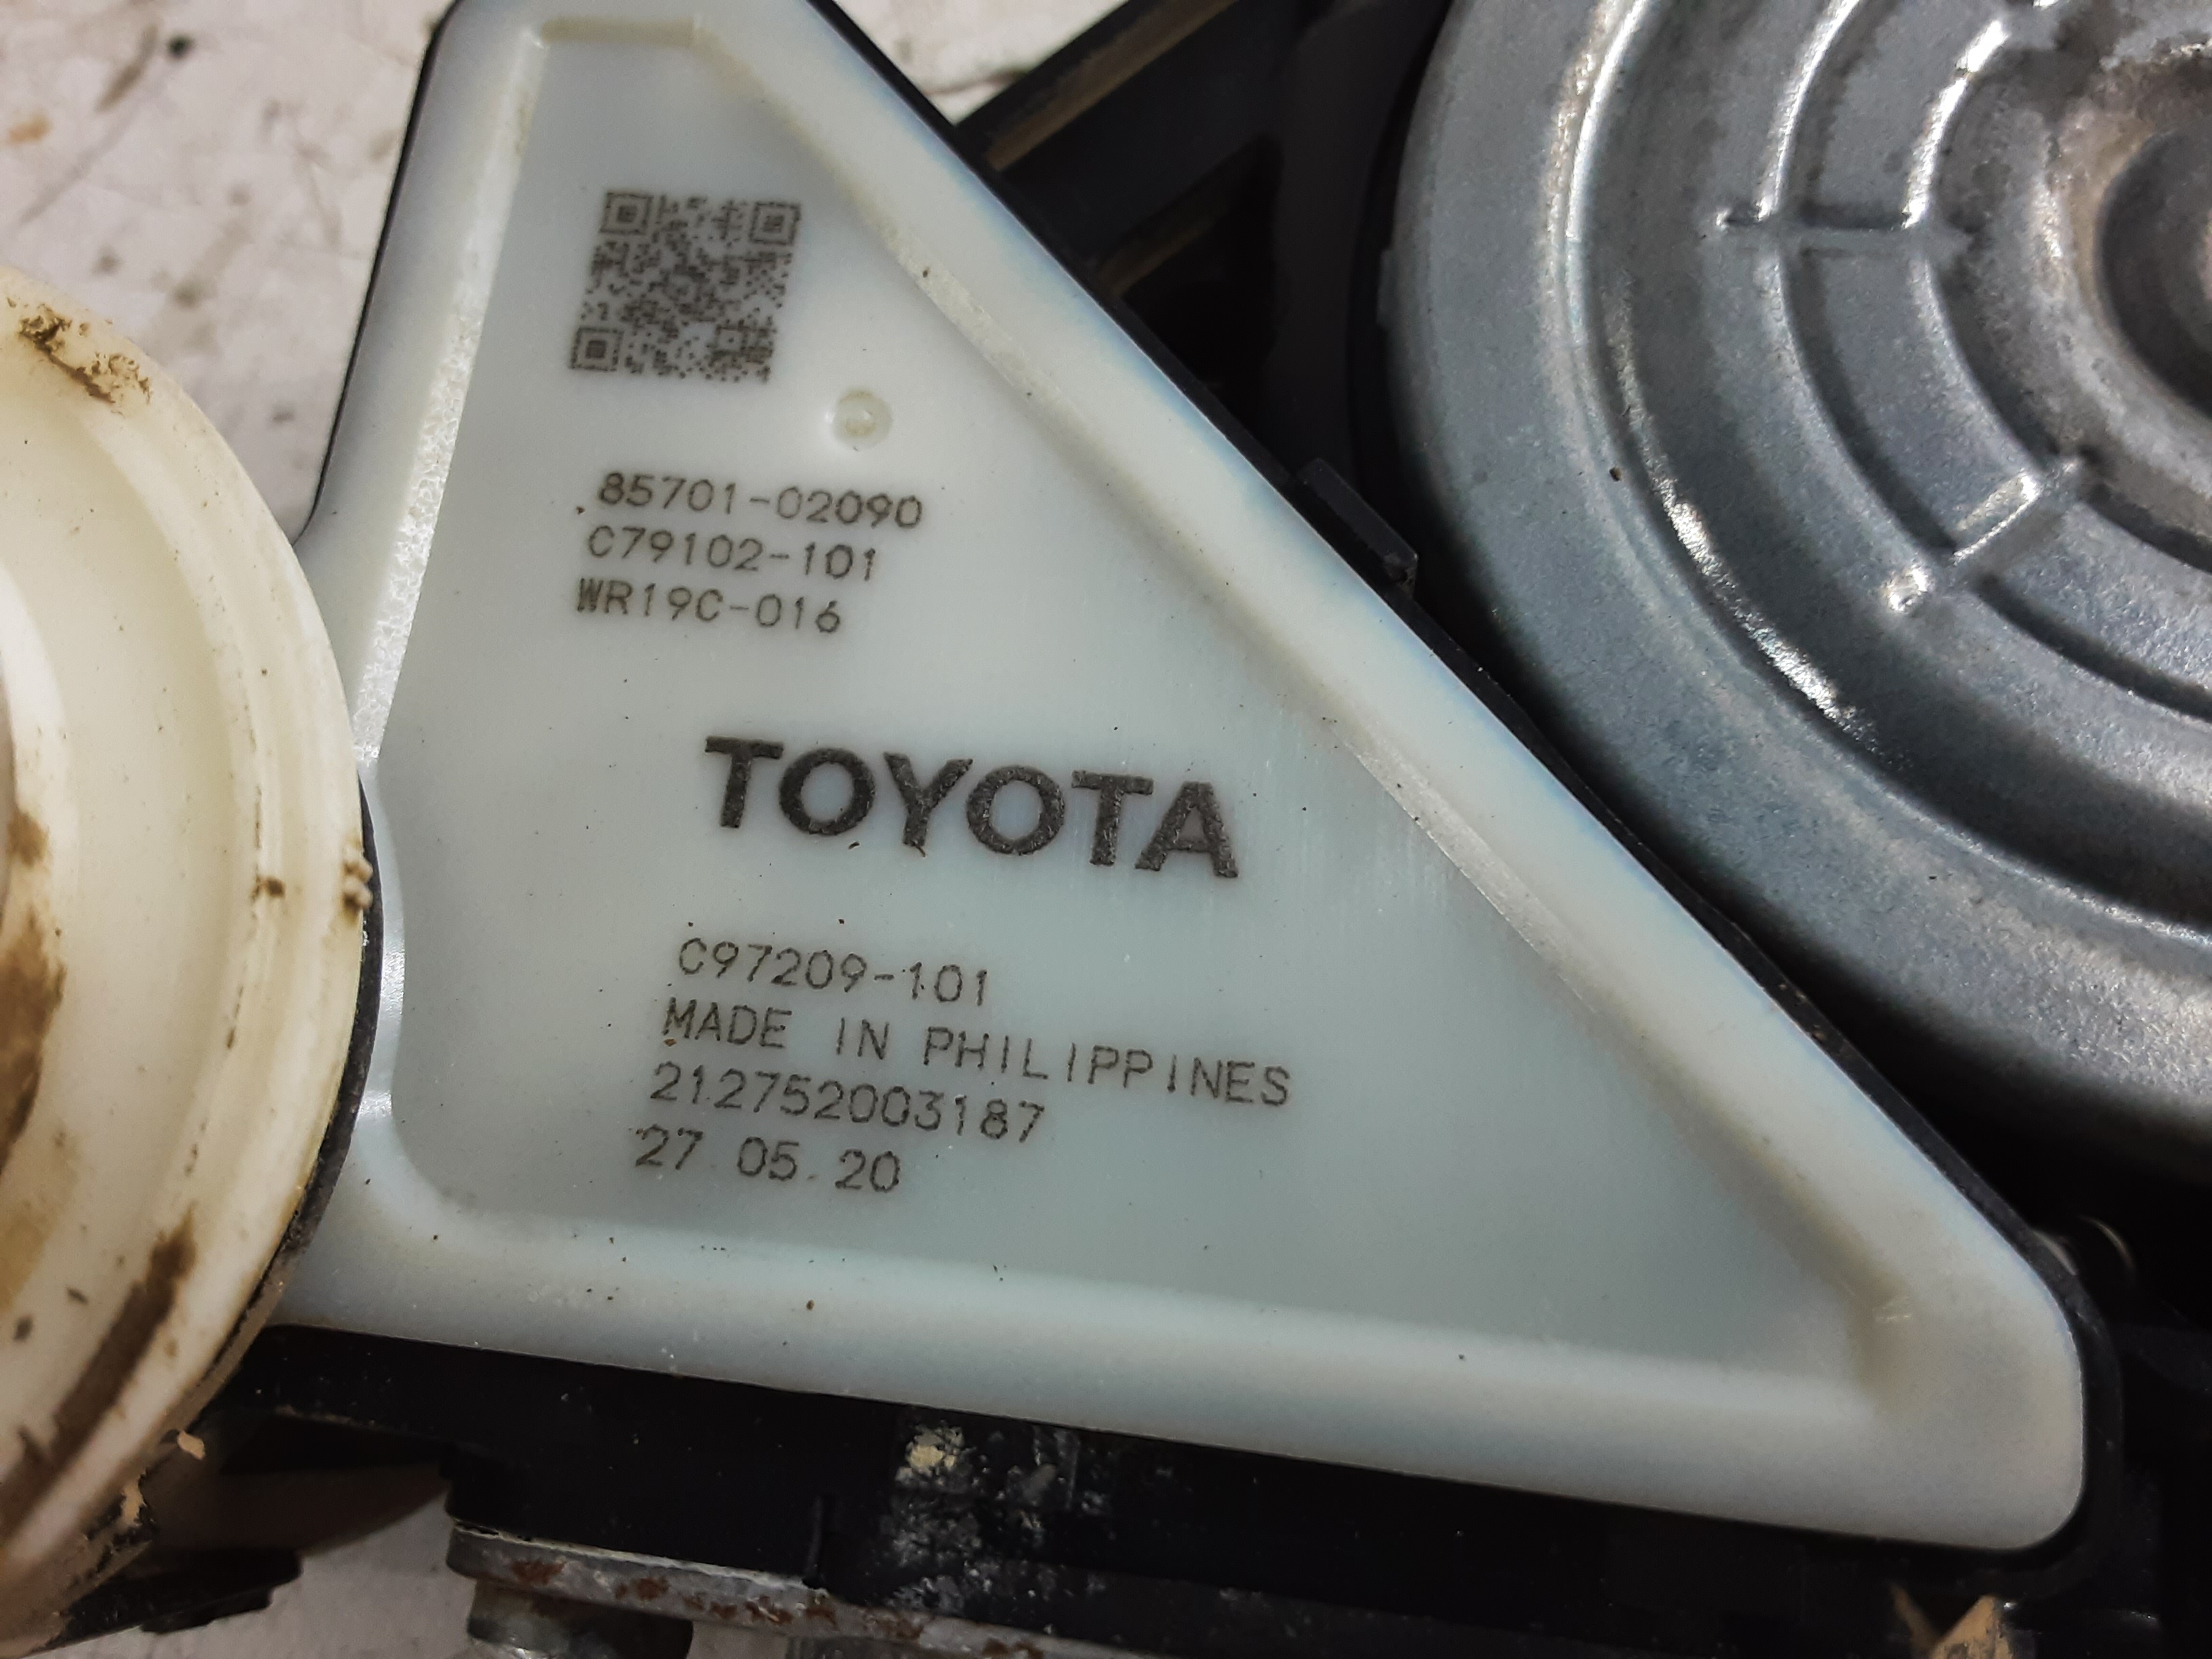 85701-02090
C79102-101
WR19C-016
TOYOTA
C97209-101
MADE IN PHILIPPINES
212752003187
27.05.20